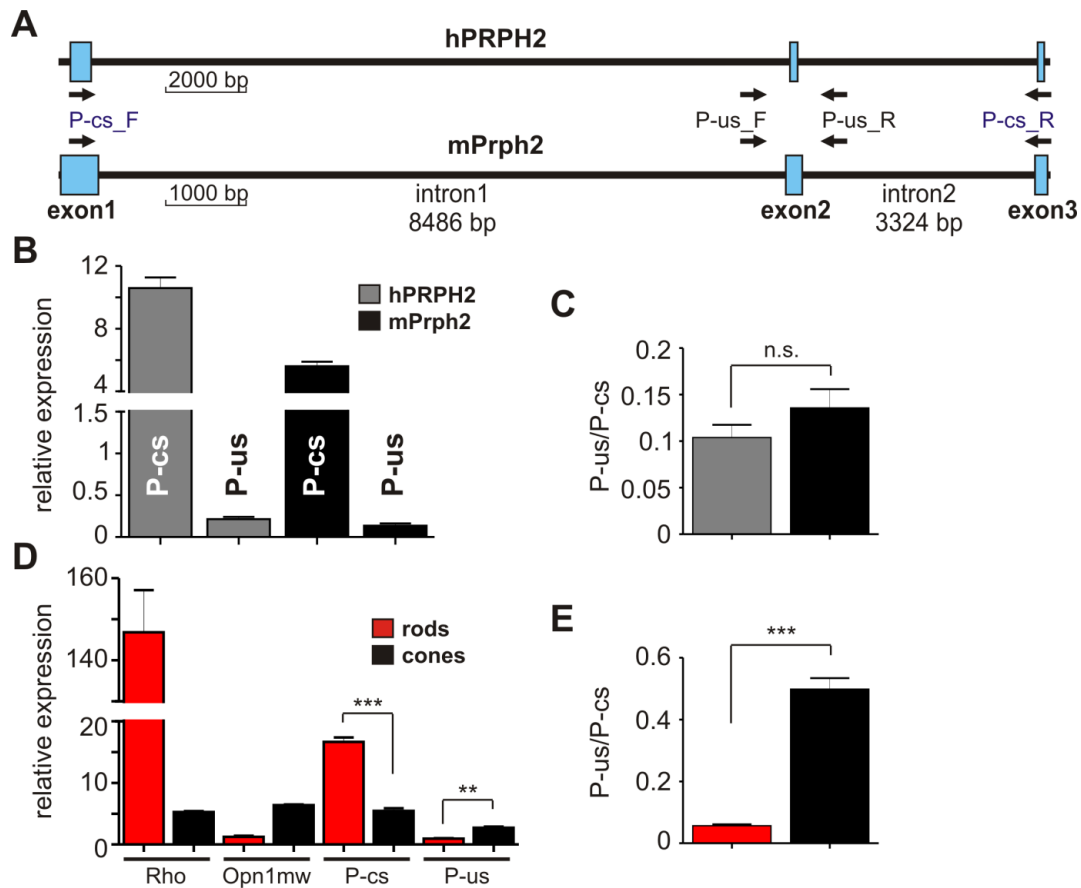 A
hPRPH2
2000 bp
P-cs_F
P-us_F
P-us_R
P-cs_R
mPrph2
1000 bp
exon1
intron1
8486 bp
exon2
intron2
3324 bp
exon3
B
relative expression
12
8
4
1.5
1
0.5
0
P-cs
P-us
P-cs
P-us
hPRPH2
mPrph2
C
P-us/P-cs
0.2
0.15
0.1
0.05
0
n.s.
D
relative expression
160
140
20
10
0
rods
cones
***
**
Rho
Opn1mw
P-cs
P-us
E
P-us/P-cs
0.6
0.4
0.2
0
***